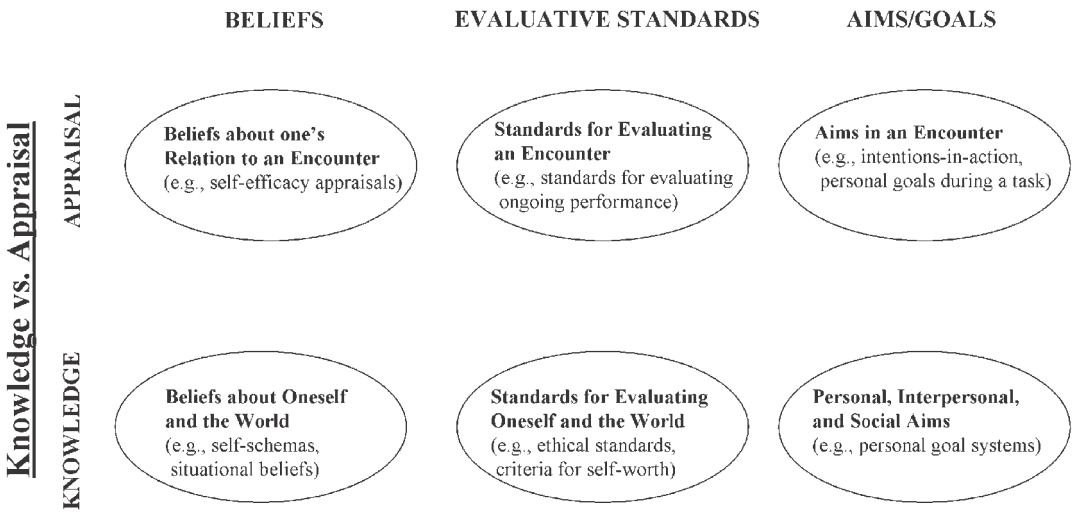 BELIEFS
EVALUATIVE STANDARDS
AIMS/GOALS
Knowledge vs. Appraisal
APPRAISAL
Beliefs about one's
Relation to an Encounter
(e.g., self-efficacy appraisals)
Standards for Evaluating
an Encounter
(e.g., standards for evaluating
ongoing performance)
Aims in an Encounter
(e.g., intentions-in-action,
personal goals during a task)
KNOWLEDGE
Beliefs about Oneself
and the World
(e.g., self-schemas,
situational beliefs)
Standards for Evaluating
Oneself and the World
(e.g., ethical standards,
criteria for self-worth)
Personal, Interpersonal,
and Social Aims
(e.g., personal goal systems)